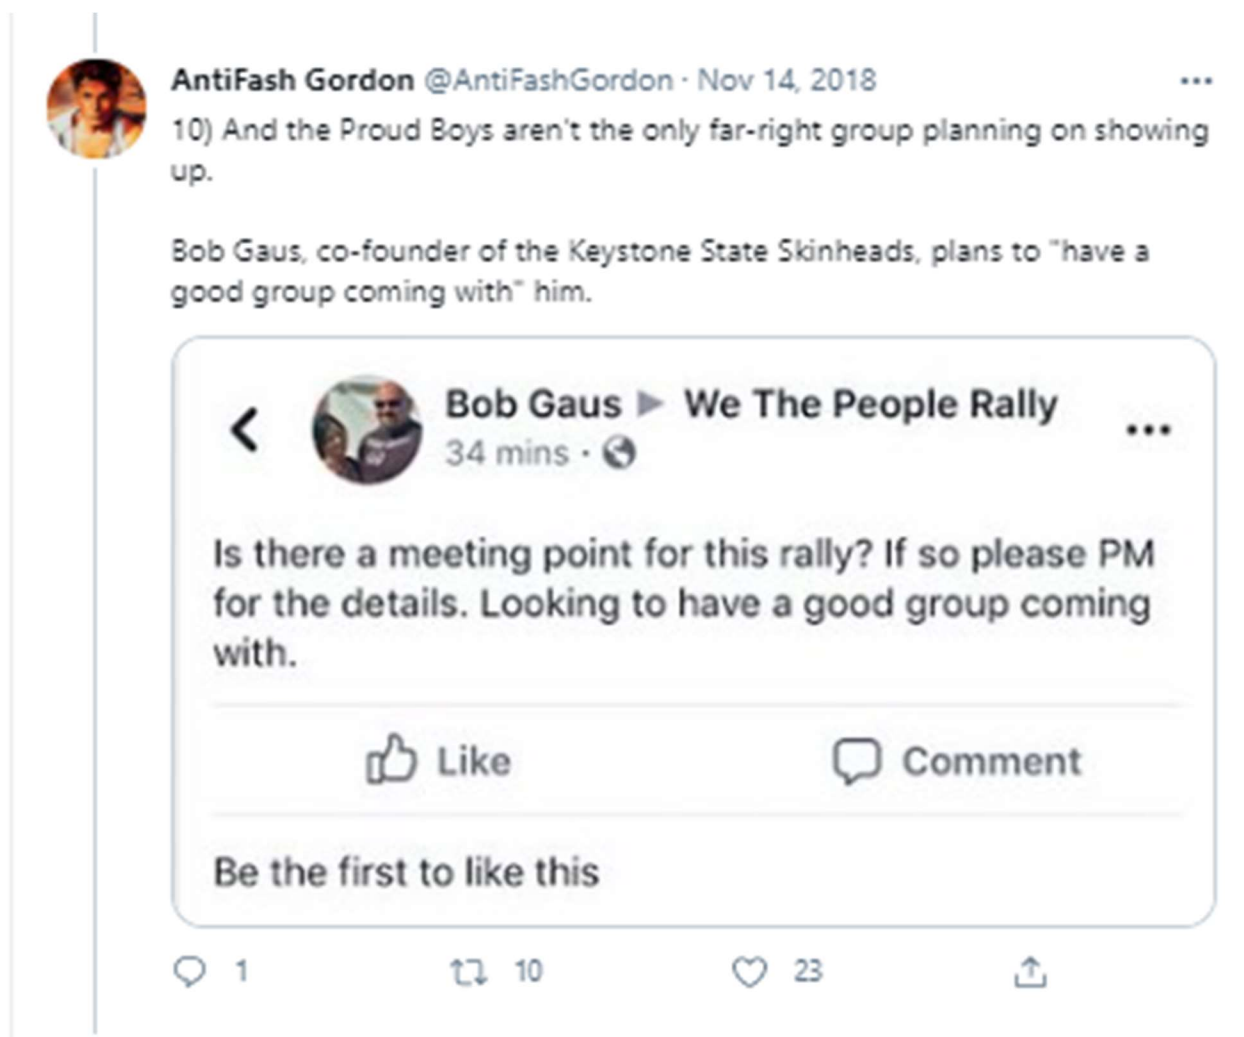 AntiFash Gordon @AntiFashGordon · Nov 14, 2018
10) And the Proud Boys aren't the only far-right group planning on showing
up.
Bob Gaus, co-founder of the Keystone State Skinheads, plans to "have a
good group coming with" him.
Bob Gaus ▶ We The People Rally
34 mins ·
Is there a meeting point for this rally? If so please PM
for the details. Looking to have a good group coming
with.
Like Comment
Be the first to like this
1 10 23